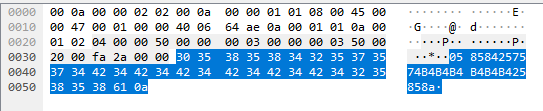 0000 00 0a 00 00 02 02 00 0a 00 00 01 01 08 00 45 00 ········ ······E·
0010 00 47 00 01 00 00 40 06 64 ae 0a 00 01 01 0a 00 ·G····@· d·······
0020 01 02 04 00 00 50 00 00 00 03 00 00 00 03 50 00 ·····P·· ······P·
0030 20 00 fa 2a 00 00 30 35 38 35 38 34 32 35 37 35 ··*··05 85842575
0040 37 34 42 34 42 34 42 34 42 34 42 34 42 34 32 35 74B4B4B4 B4B4B425
0050 38 35 38 61 0a 858a·